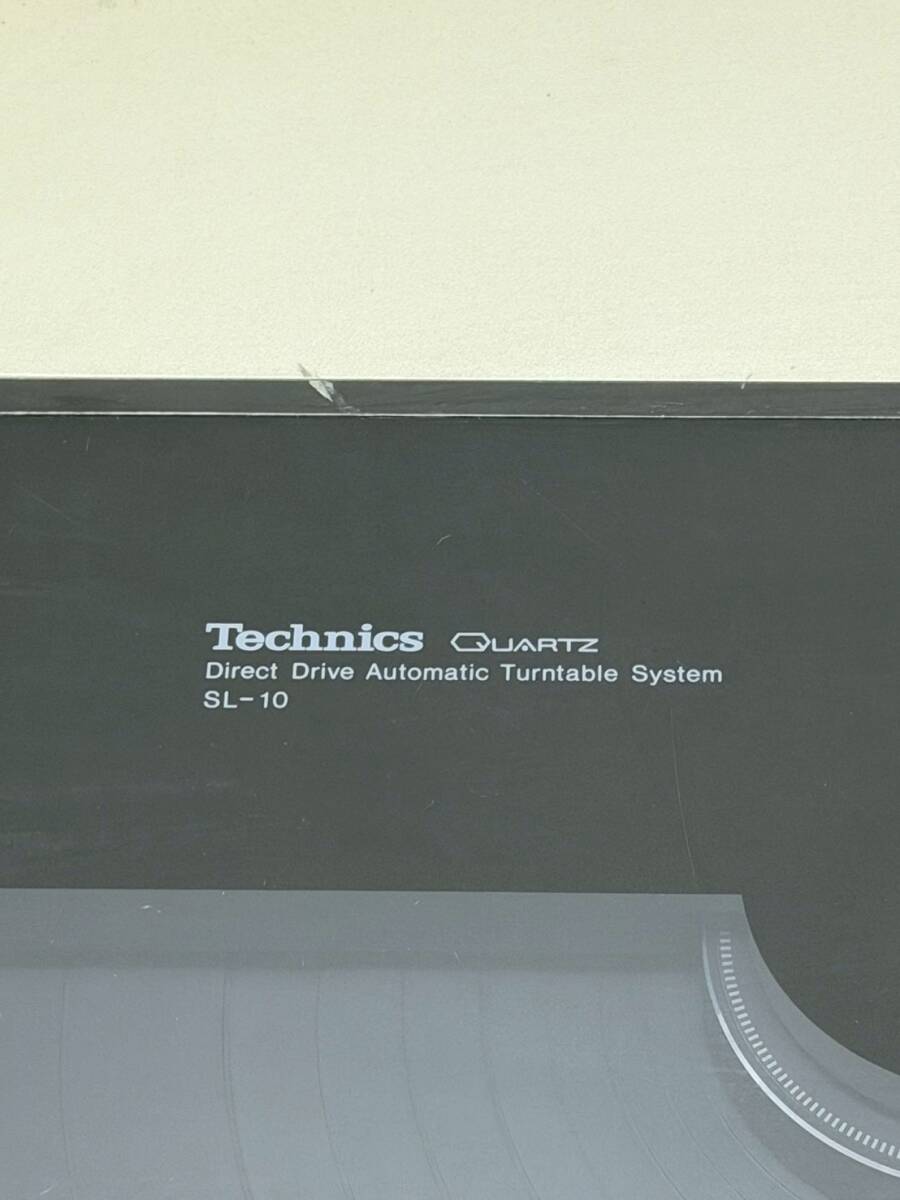 Technics QUARTZ
Direct Drive Automatic Turntable System
SL-10